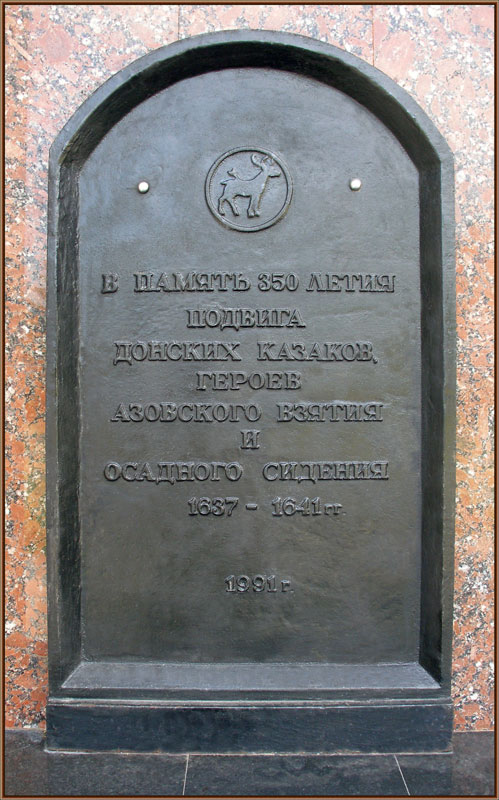 В ПАМЯТЬ 350 ЛЕТИЯ
ПОДВИГА
ДОНСКИХ КАЗАКОВ,
ГЕРОЕВ
АЗОВСКОГО ВЗЯТИЯ
И
ОСАДНОГО СИДЕНИЯ
1637 - 1641 гг.
1991 г.